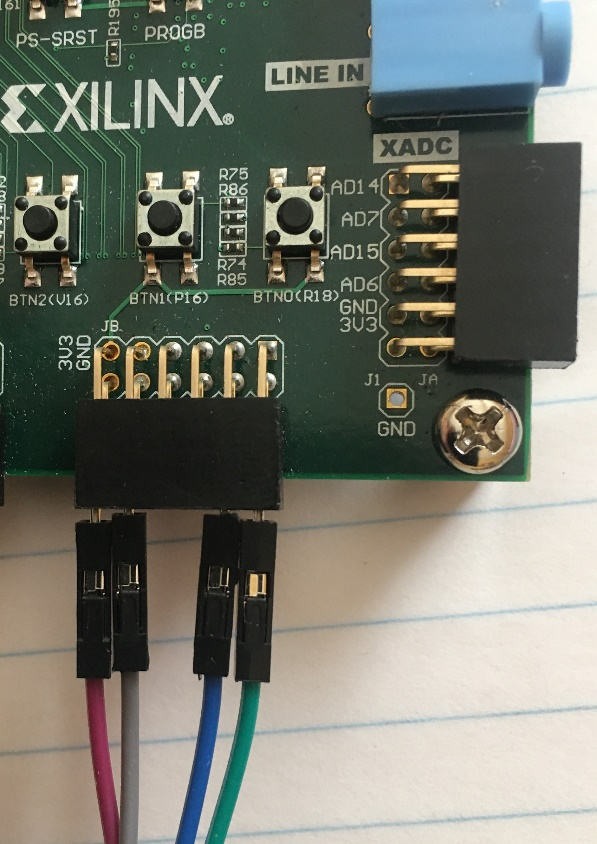 PS-SRST
R195
PROGB
XILINX®
LINE IN
XADC
R75
R86
AD14
AD7
AD15
AD6
GND
3V3
R74
R85
BTN2(V16)
BTN1(P16)
BTN0(R18)
JB
3V3
GND
J1
JA
GND